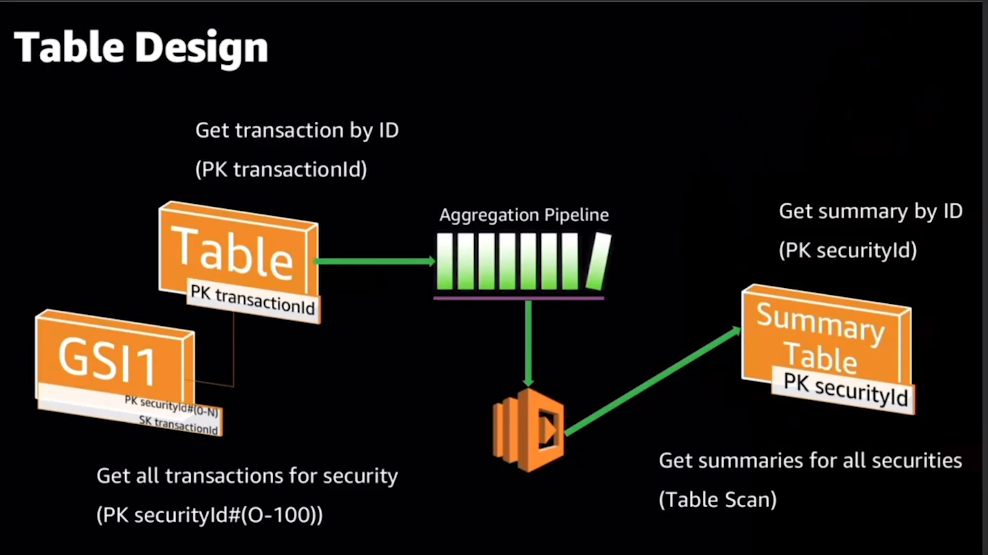 Table Design
Get transaction by ID
(PK transactionId)
Table
PK transactionId
GSI1
PK securityId#(0-N)
SK transactionId
Get all transactions for security
(PK securityId#(O-100))
Aggregation Pipeline
Get summary by ID
(PK securityId)
Summary
Table
PK securityId
Get summaries for all securities
(Table Scan)